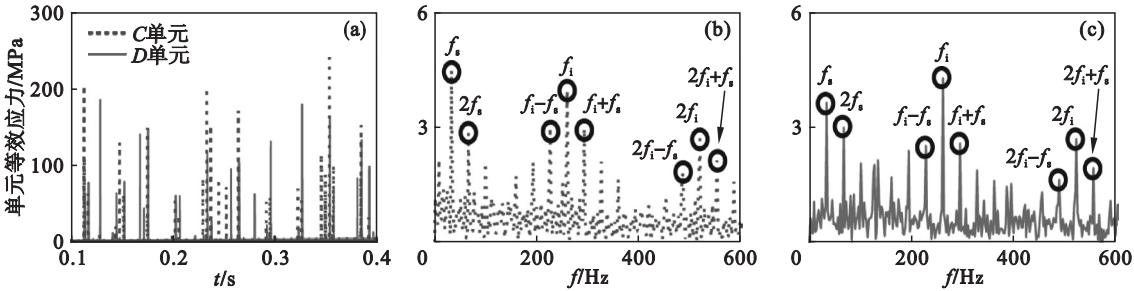 单元等效应力/MPa
300
200
100
0
0.1
0.2
0.3
0.4
t/s
C单元
D单元
(a)
6
3
0
200
400
600
f/Hz
(b)
fs
2fs
fi−fs
fi
fi+fs
2fi−fs
2fi
2fi+fs
6
3
0
200
400
600
f/Hz
(c)
fs
2fs
fi−fs
fi
fi+fs
2fi−fs
2fi
2fi+fs